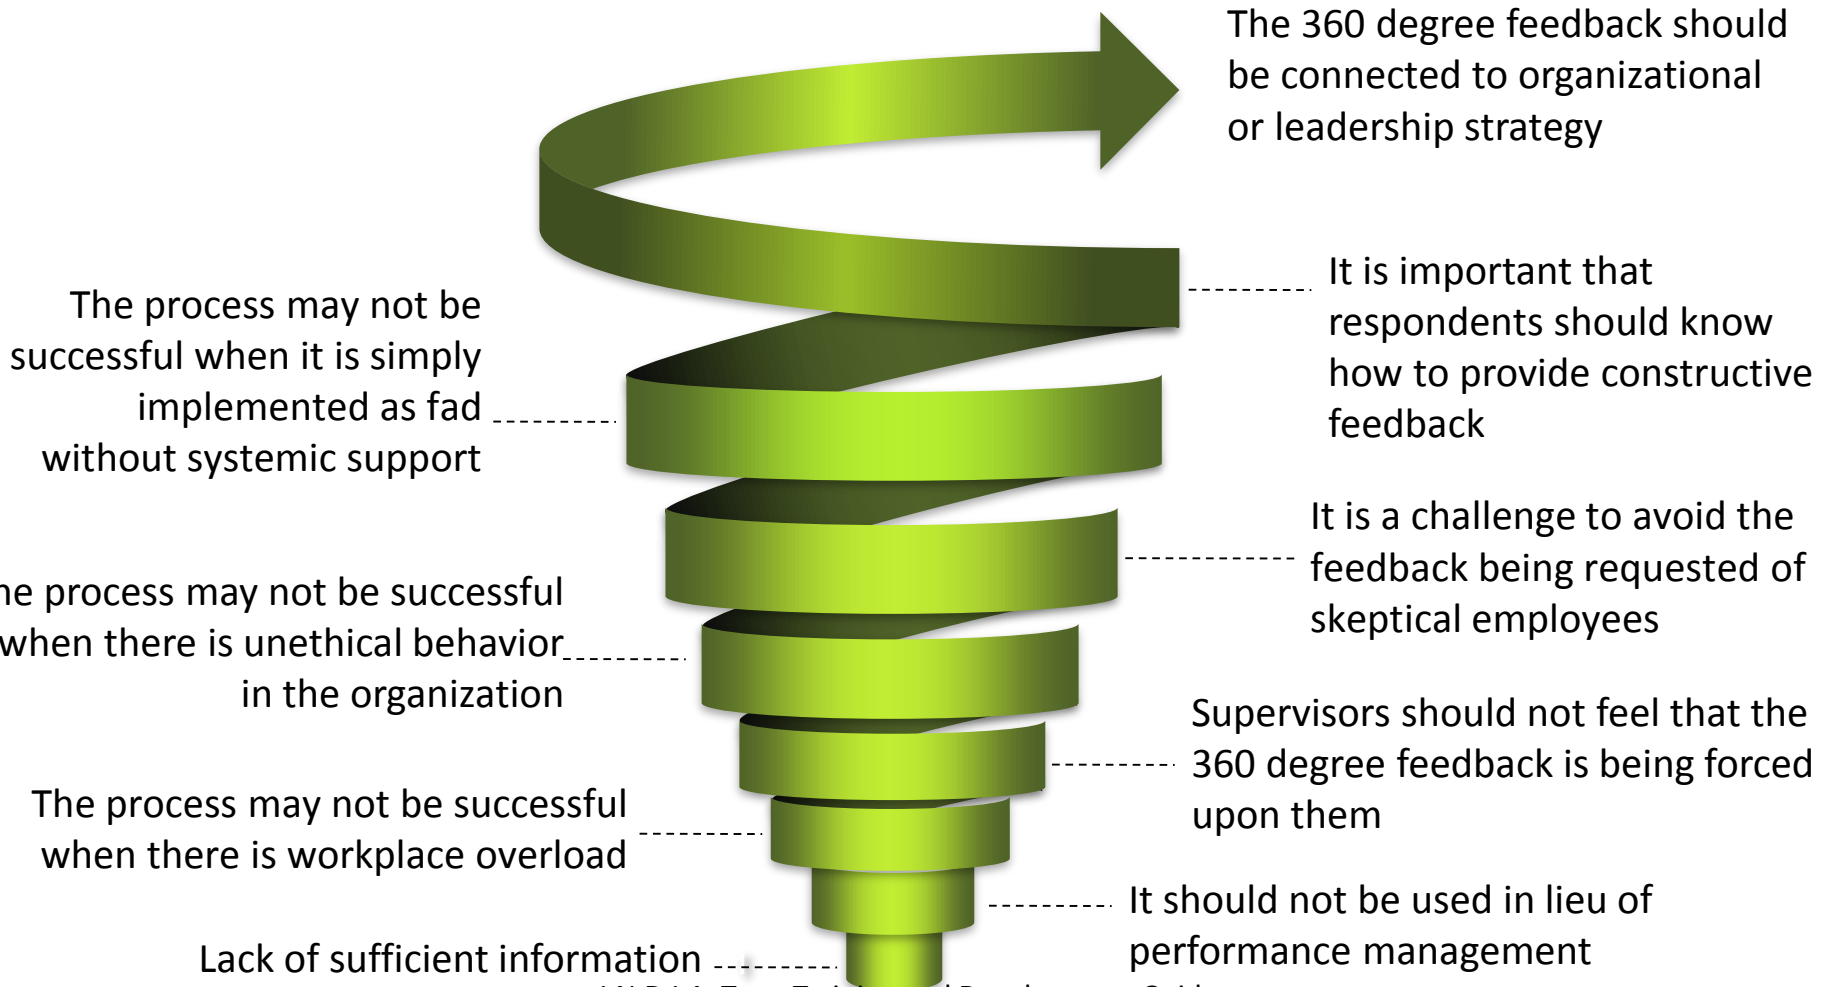 The 360 degree feedback should
be connected to organizational
or leadership strategy
It is important that
respondents should know
how to provide constructive
feedback
The process may not be
successful when it is simply
implemented as fad
without systemic support
It is a challenge to avoid the
feedback being requested of
skeptical employees
he process may not be successful
when there is unethical behavior
in the organization
Supervisors should not feel that the
360 degree feedback is being forced
upon them
The process may not be successful
when there is workplace overload
It should not be used in lieu of
performance management
Lack of sufficient information